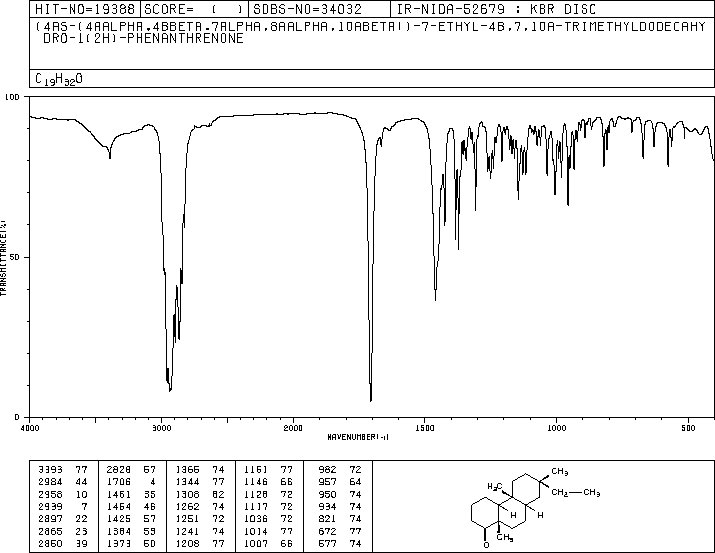 HIT-NO=19388 SCORE= ( ) SDBS-NO=34032 IR-NIDA-52679 : KBR DISC
(4AS-(4AALPHA,4BBETA,7ALPHA,8AALPHA,10ABETA))-7-ETHYL-4B,7,10A-TRIMETHYLDODECAHY
DRO-1(2H)-PHENANTHRENONE
C19H32O
100
50
0
TRANSMITTANCE(%)
4000 3000 2000 1500 1000 500
WAVENUMBER(-1)
3393 77 2828 67 1366 74 1161 77 982 72
2984 44 1706 4 1344 77 1146 66 957 64
2958 10 1461 35 1308 62 1128 72 950 74
2939 7 1454 46 1262 74 1117 72 934 74
2897 22 1425 57 1251 72 1036 72 821 74
2865 23 1384 53 1241 74 1014 77 672 77
2850 39 1373 50 1208 77 1007 66 577 74
CH3
H3C
CH2—CH3
H H
CH3
O